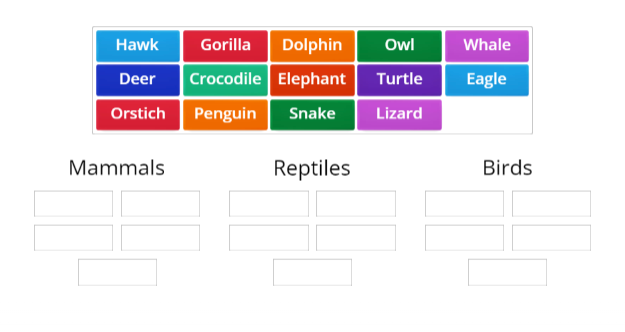 Hawk Gorilla Dolphin Owl Whale
Deer Crocodile Elephant Turtle Eagle
Orstich Penguin Snake Lizard
Mammals Reptiles Birds